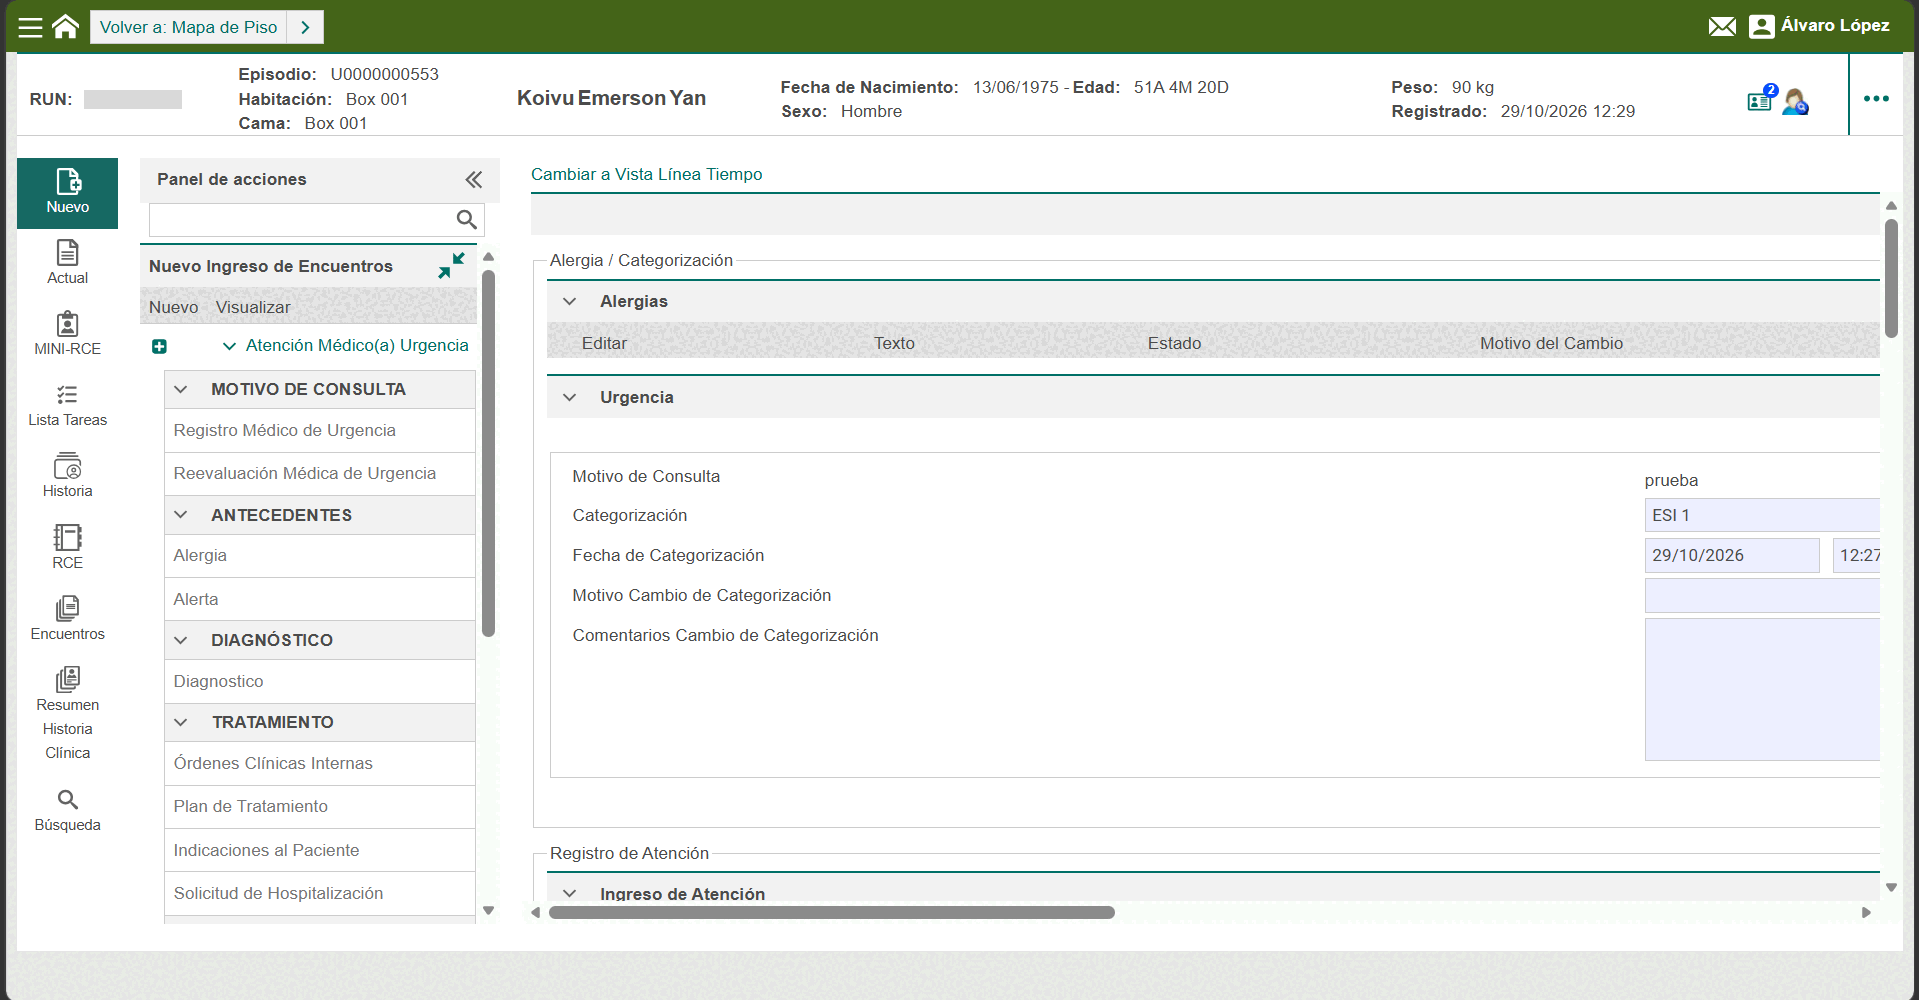 Volver a: Mapa de Piso
Álvaro López
RUN:
Episodio: U0000000553
Habitación: Box 001
Cama: Box 001
Koivu Emerson Yan
Fecha de Nacimiento: 13/06/1975 - Edad: 51A 4M 20D
Sexo: Hombre
Peso: 90 kg
Registrado: 29/10/2026 12:29
2
Nuevo
Actual
MINI-RCE
Lista Tareas
Historia
RCE
Encuentros
Resumen
Historia
Clínica
Búsqueda
Panel de acciones
Nuevo Ingreso de Encuentros
Nuevo Visualizar
Atención Médico(a) Urgencia
MOTIVO DE CONSULTA
Registro Médico de Urgencia
Reevaluación Médica de Urgencia
ANTECEDENTES
Alergia
Alerta
DIAGNÓSTICO
Diagnostico
TRATAMIENTO
Órdenes Clínicas Internas
Plan de Tratamiento
Indicaciones al Paciente
Solicitud de Hospitalización
Cambiar a Vista Línea Tiempo
Alergia / Categorización
Alergias
Editar Texto Estado Motivo del Cambio
Urgencia
Motivo de Consulta prueba
Categorización ESI 1
Fecha de Categorización 29/10/2026 12:27
Motivo Cambio de Categorización
Comentarios Cambio de Categorización
Registro de Atención
Ingreso de Atención